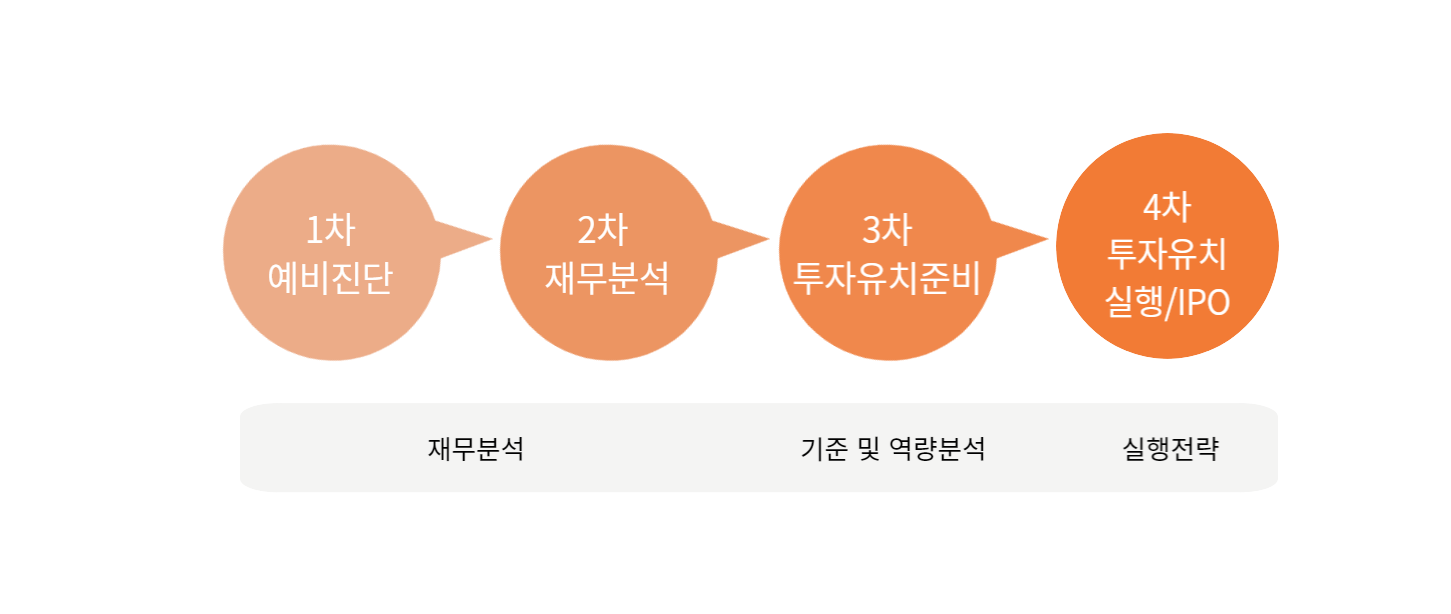 1차
예비진단
2차
재무분석
3차
투자유치준비
4차
투자유치
실행/IPO
재무분석
기준 및 역량분석
실행전략